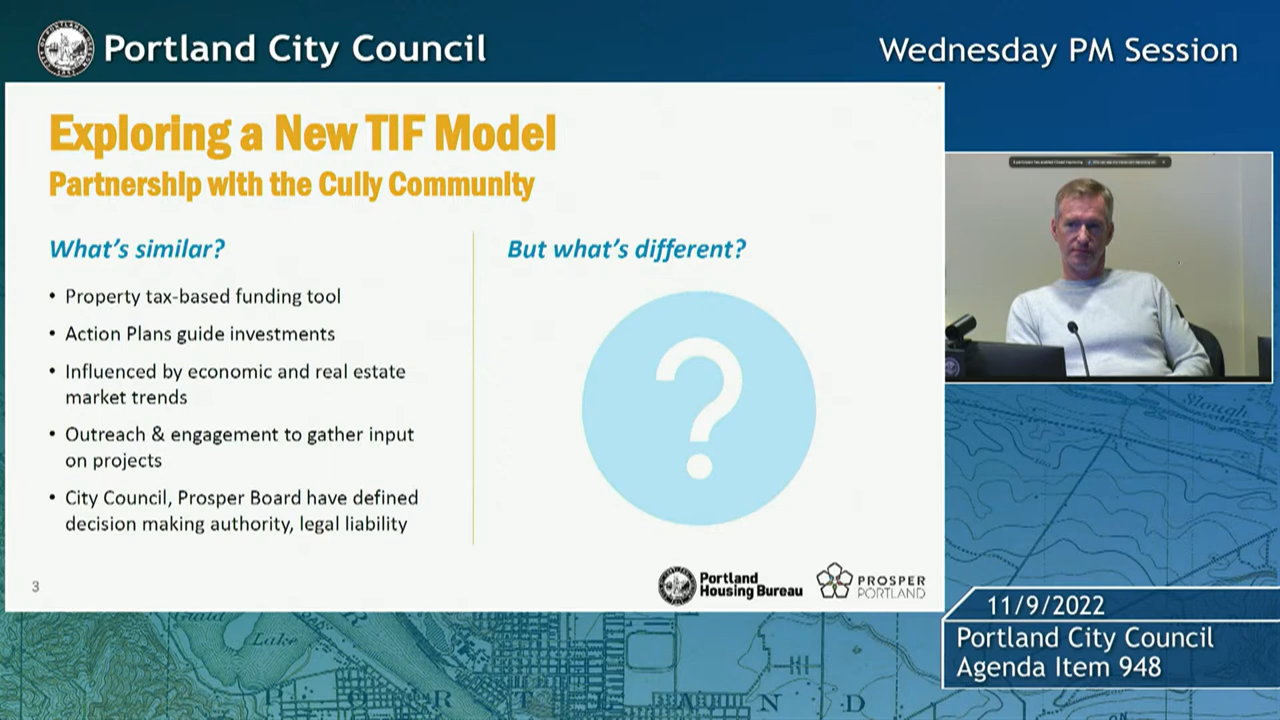 Portland City Council
Wednesday PM Session
Exploring a New TIF Model
Partnership with the Cully Community
What's similar?
• Property tax-based funding tool
• Action Plans guide investments
• Influenced by economic and real estate
market trends
• Outreach & engagement to gather input
on projects
• City Council, Prosper Board have defined
decision making authority, legal liability
But what's different?
?
3
Portland
Housing Bureau
PROSPER
PORTLAND
Slough
Guild
Lake
11/9/2022
Portland City Council
Agenda Item 948